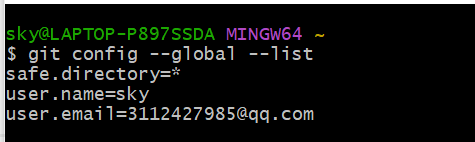 sky@LAPTOP-P897SSDA MINGW64 ~
$ git config --global --list
safe.directory=*
user.name=sky
user.email=3112427985@qq.com